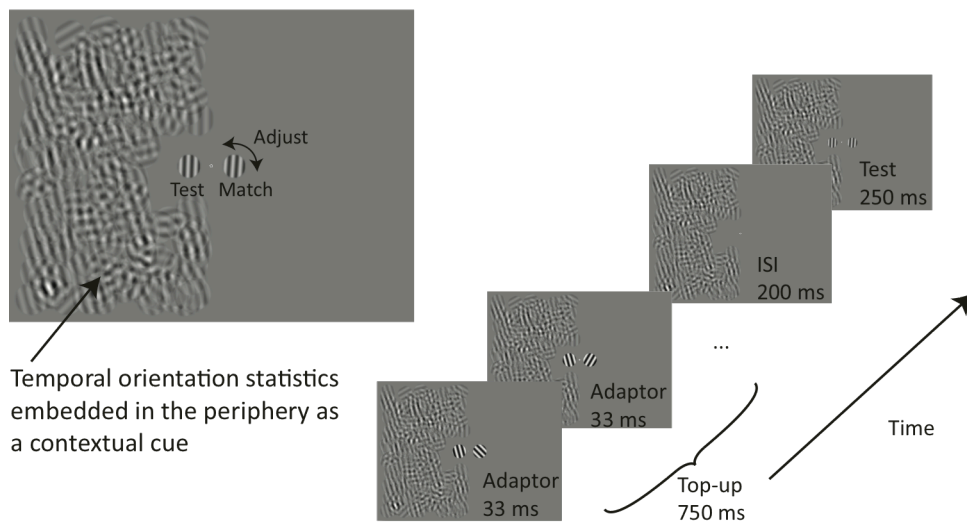 Adjust
Test Match
Temporal orientation statistics
embedded in the periphery as
a contextual cue
Adaptor
33 ms
Adaptor
33 ms
...
Top-up
750 ms
ISI
200 ms
Test
250 ms
Time